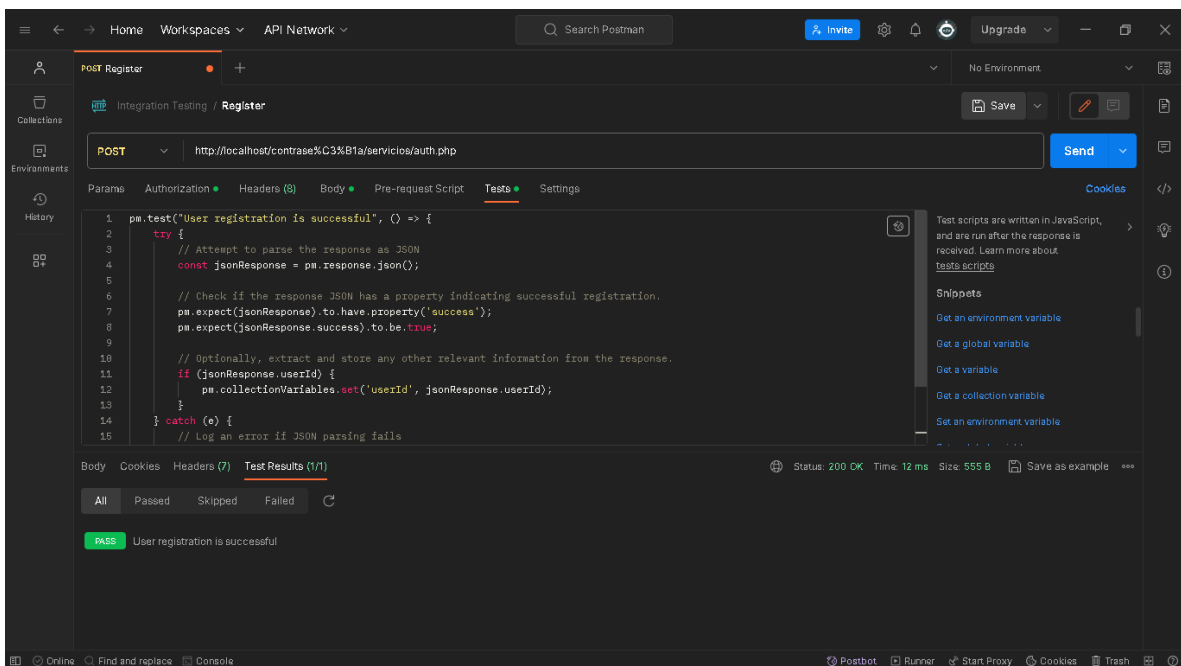 Home Workspaces API Network Search Postman Invite Upgrade
POST Register No Environment
HTTP Integration Testing / Register Save
Collections
Environments
History
POST http://localhost/contrase%C3%B1a/servicios/auth.php Send
Params Authorization Headers (8) Body Pre-request Script Tests Settings Cookies
1 pm.test("User registration is successful", () => {
2 try {
3 // Attempt to parse the response as JSON
4 const jsonResponse = pm.response.json();
5
6 // Check if the response JSON has a property indicating successful registration.
7 pm.expect(jsonResponse).to.have.property('success');
8 pm.expect(jsonResponse.success).to.be.true;
9
10 // Optionally, extract and store any other relevant information from the response.
11 if (jsonResponse.userId) {
12 pm.collectionVariables.set('userId', jsonResponse.userId);
13 }
14 } catch (e) {
15 // Log an error if JSON parsing fails
Test scripts are written in JavaScript,
and are run after the response is
received. Learn more about
tests scripts
Snippets
Get an environment variable
Get a global variable
Get a variable
Get a collection variable
Set an environment variable
Body Cookies Headers (7) Test Results (1/1) Status: 200 OK Time: 12 ms Size: 555 B Save as example
All Passed Skipped Failed
PASS User registration is successful
Online Find and replace Console Postbot Runner Start Proxy Cookies Trash